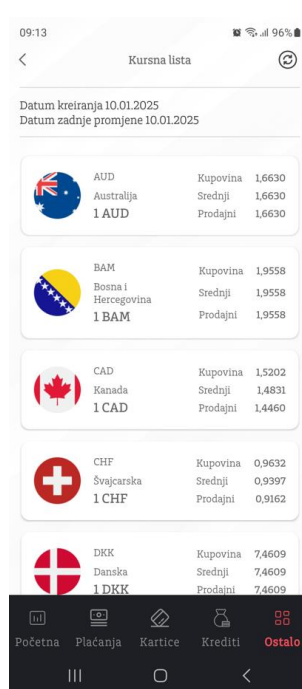 09:13 96%
Kursna lista
Datum kreiranja 10.01.2025
Datum zadnje promjene 10.01.2025
AUD Kupovina 1,6630
Australija Srednji 1,6630
1 AUD Prodajni 1,6630
BAM Kupovina 1,9558
Bosna i
Hercegovina Srednji 1,9558
1 BAM Prodajni 1,9558
CAD Kupovina 1,5202
Kanada Srednji 1,4831
1 CAD Prodajni 1,4460
CHF Kupovina 0,9632
Švajcarska Srednji 0,9397
1 CHF Prodajni 0,9162
DKK Kupovina 7,4609
Danska Srednji 7,4609
1 DKK Prodajni 7,4609
Početna Plaćanja Kartice Krediti Ostalo